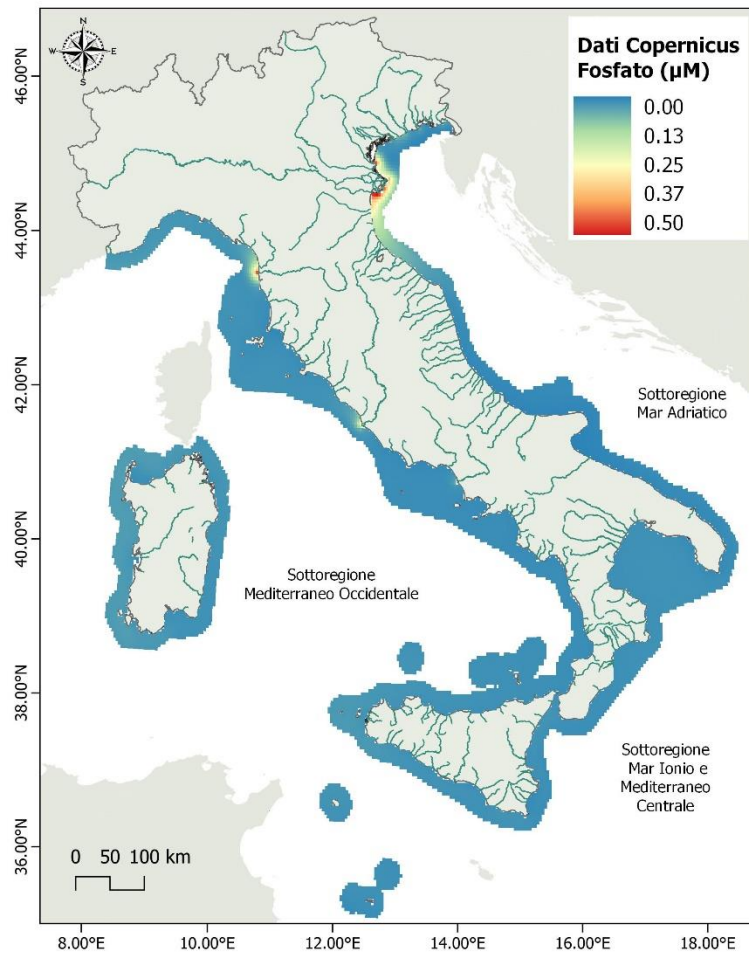 N
W E
S
Dati Copernicus
Fosfato (µM)
0.00
0.13
0.25
0.37
0.50
46.00°N
44.00°N
42.00°N
40.00°N
38.00°N
36.00°N
Sottoregione
Mar Adriatico
Sottoregione
Mediterraneo Occidentale
Sottoregione
Mar Ionio e
Mediterraneo
Centrale
0 50 100 km
8.00°E 10.00°E 12.00°E 14.00°E 16.00°E 18.00°E